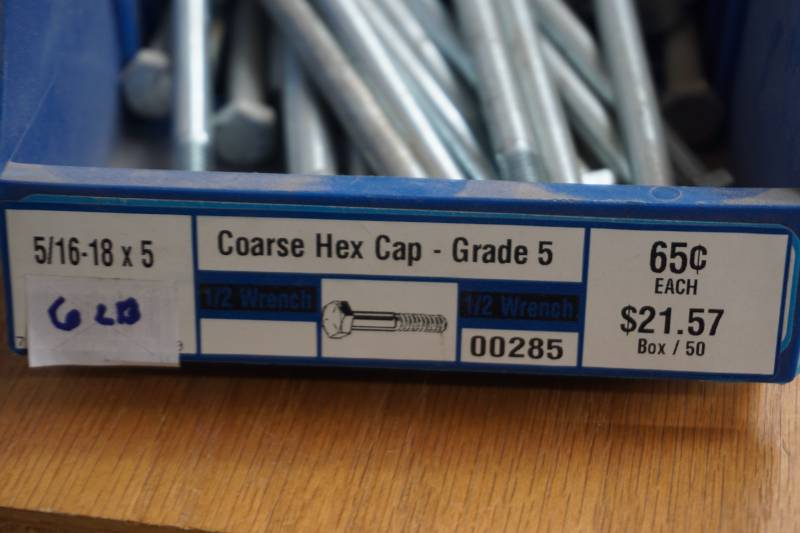 5/16-18 x 5
Coarse Hex Cap - Grade 5
1/2 Wrench
1/2 Wrench
00285
65¢
EACH
$21.57
Box / 50